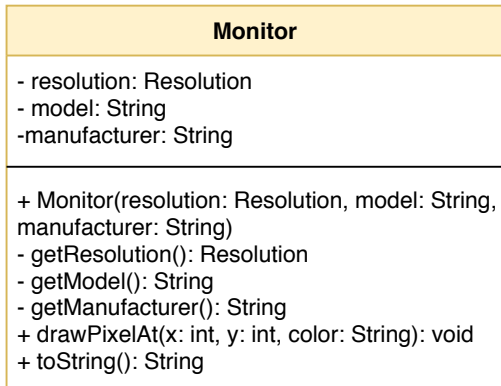 Monitor
- resolution: Resolution
- model: String
-manufacturer: String
+ Monitor(resolution: Resolution, model: String,
manufacturer: String)
- getResolution(): Resolution
- getModel(): String
- getManufacturer(): String
+ drawPixelAt(x: int, y: int, color: String): void
+ toString(): String